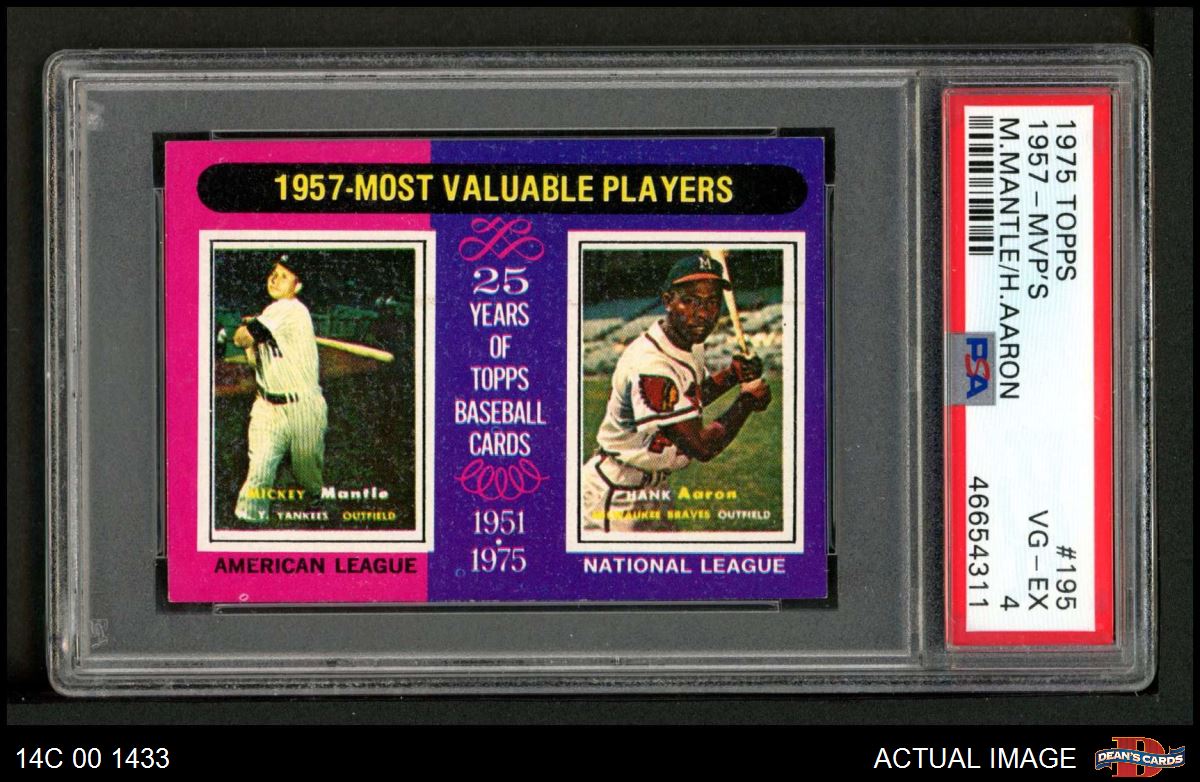 1957-MOST VALUABLE PLAYERS
25
YEARS
OF
TOPPS
BASEBALL
CARDS
1951
•
1975
MICKEY Mantle
N. Y. YANKEES OUTFIELD
AMERICAN LEAGUE
M
HANK Aaron
MILWAUKEE BRAVES OUTFIELD
NATIONAL LEAGUE
1975 TOPPS #195
1957-MVP'S VG-EX
M.MANTLE/H.AARON 4
PSA 46654311
14C 00 1433
ACTUAL IMAGE
D
DEAN'S CARDS